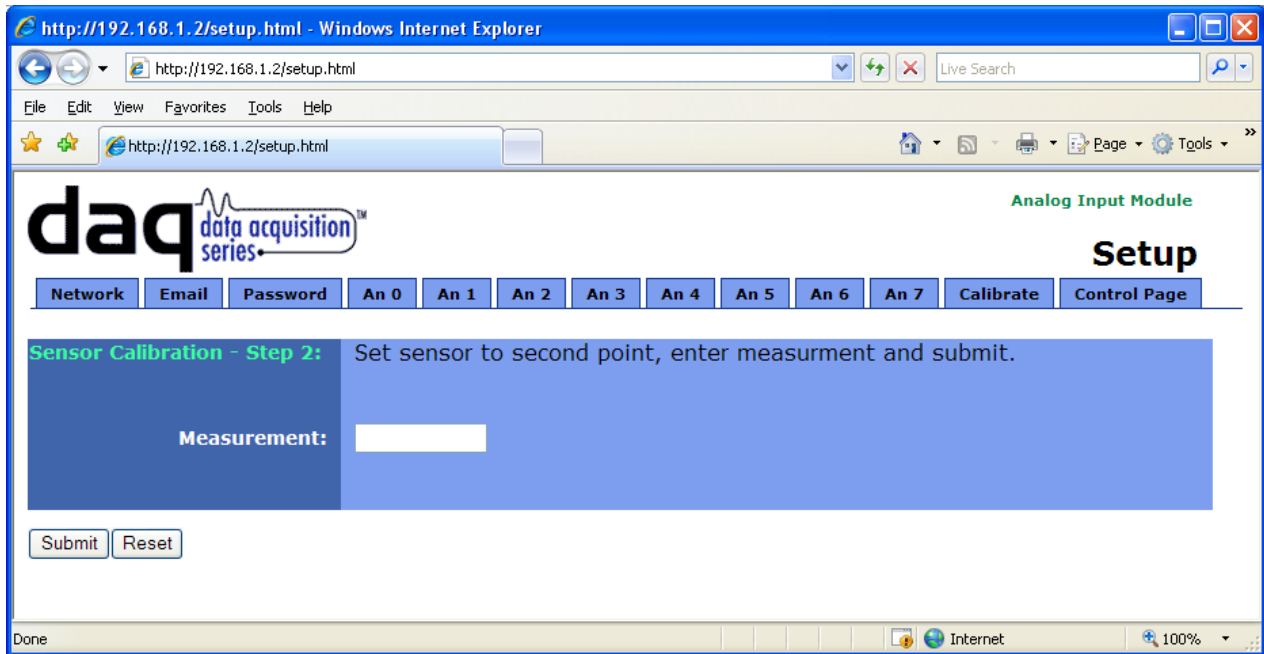 http://192.168.1.2/setup.html - Windows Internet Explorer
http://192.168.1.2/setup.html
Live Search
File Edit View Favorites Tools Help
http://192.168.1.2/setup.html
Page Tools »
daq data acquisition series™
Analog Input Module
Setup
Network Email Password An 0 An 1 An 2 An 3 An 4 An 5 An 6 An 7 Calibrate Control Page
Sensor Calibration - Step 2: Set sensor to second point, enter measurment and submit.
Measurement:
Submit Reset
Done Internet 100%